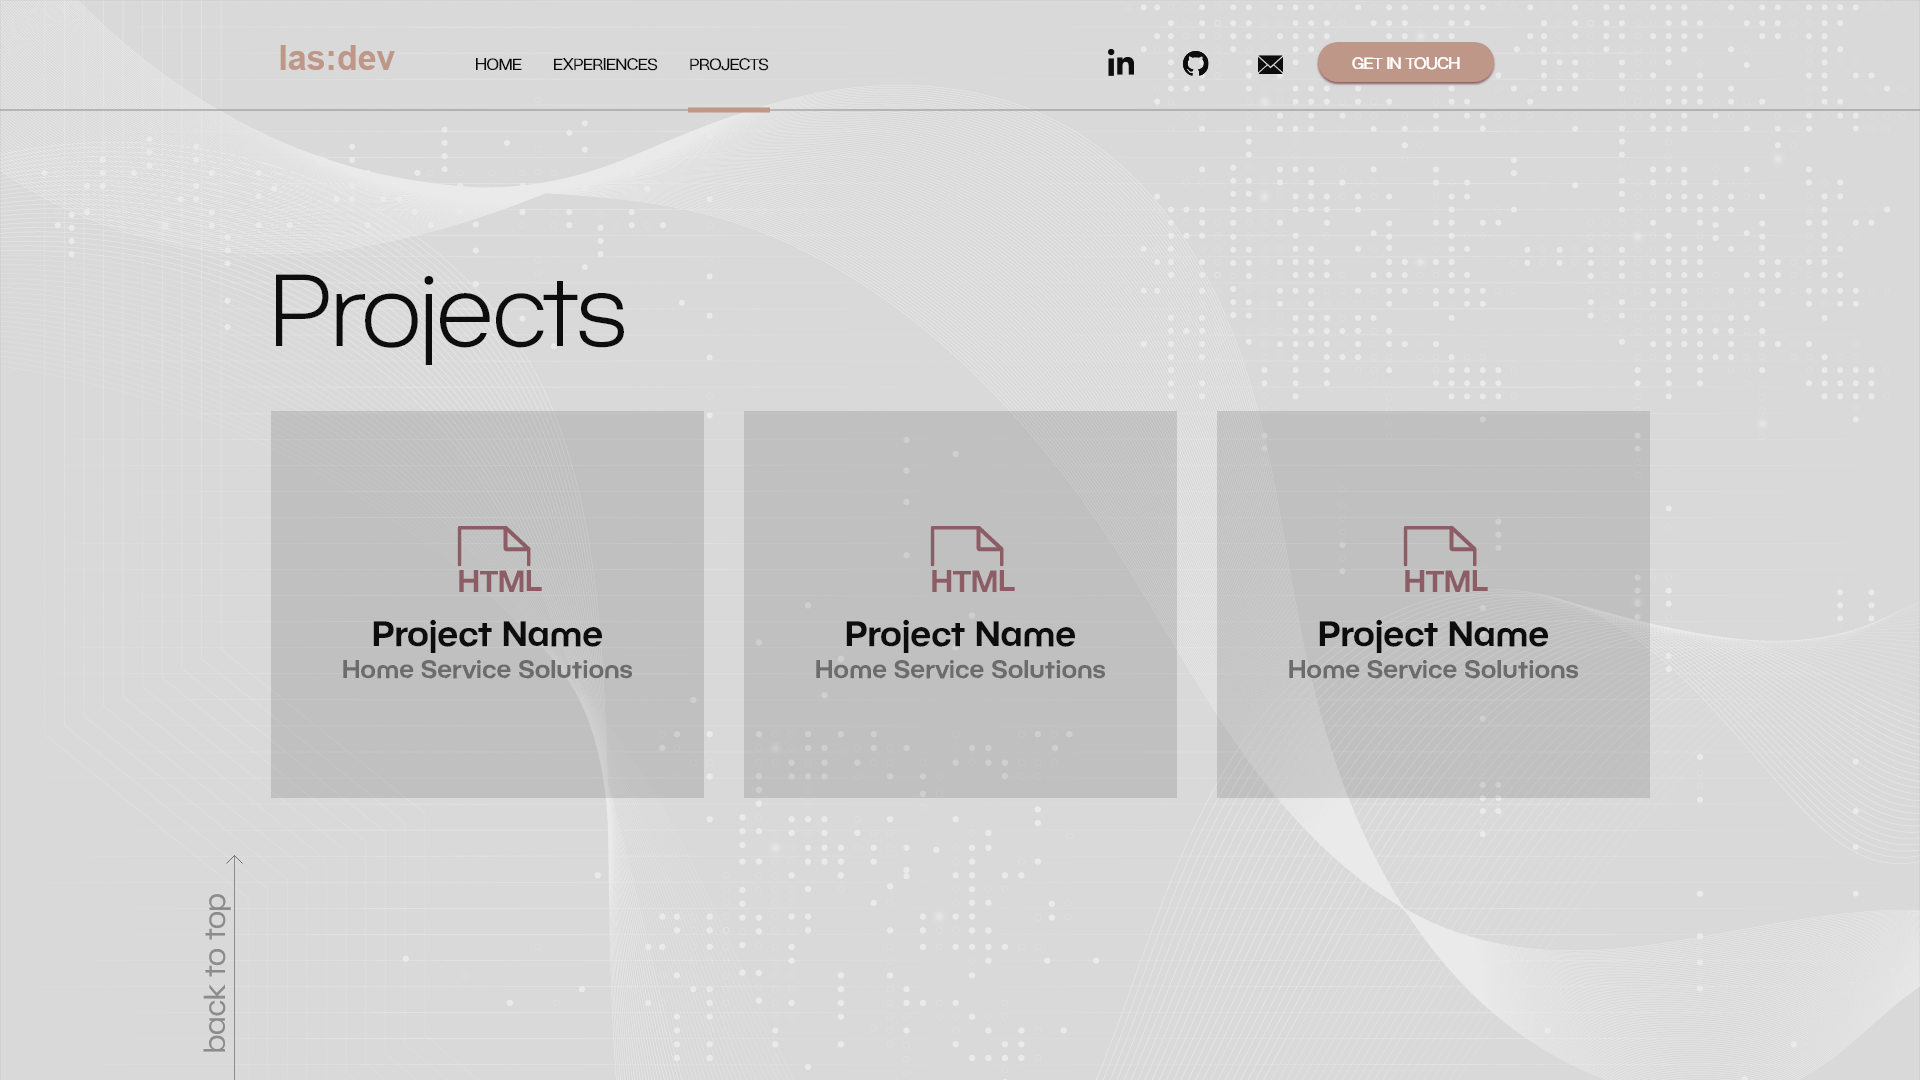 las:dev
HOME EXPERIENCES PROJECTS
in
GET IN TOUCH
Projects
HTML
Project Name
Home Service Solutions
HTML
Project Name
Home Service Solutions
HTML
Project Name
Home Service Solutions
back to top